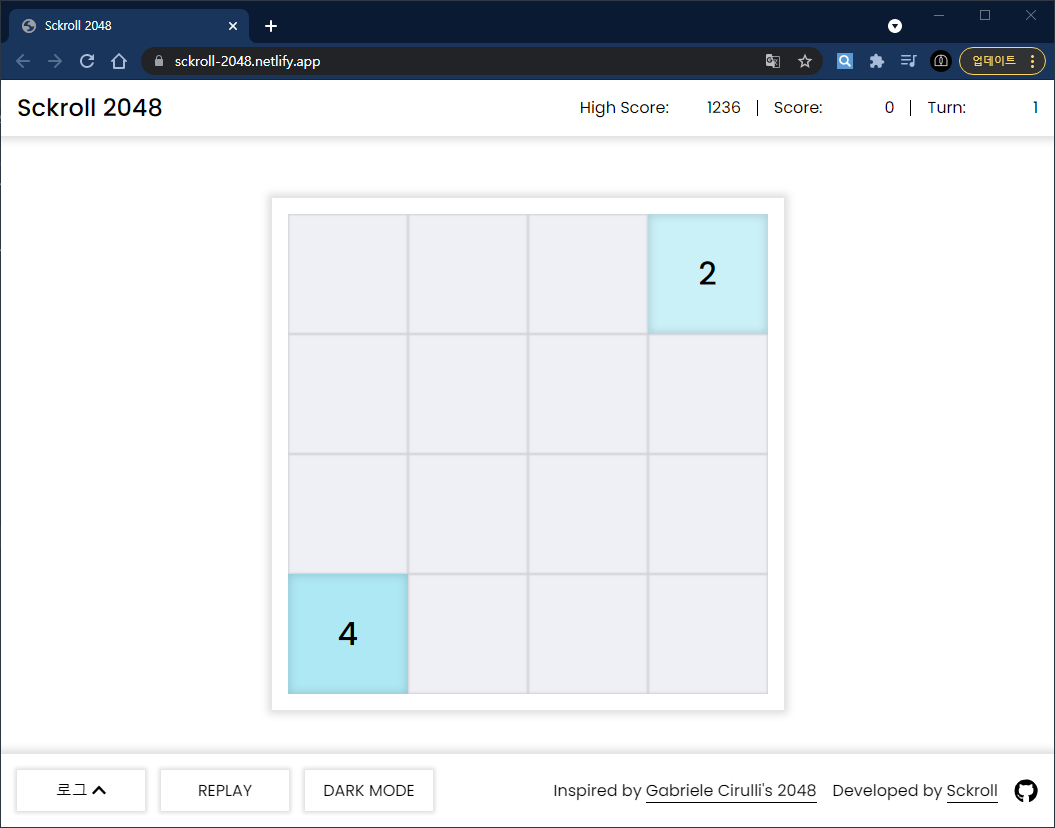 Sckroll 2048
sckroll-2048.netlify.app
업데이트
Sckroll 2048 High Score: 1236 | Score: 0 | Turn: 1
2
4
로그 REPLAY DARK MODE Inspired by Gabriele Cirulli's 2048 Developed by Sckroll